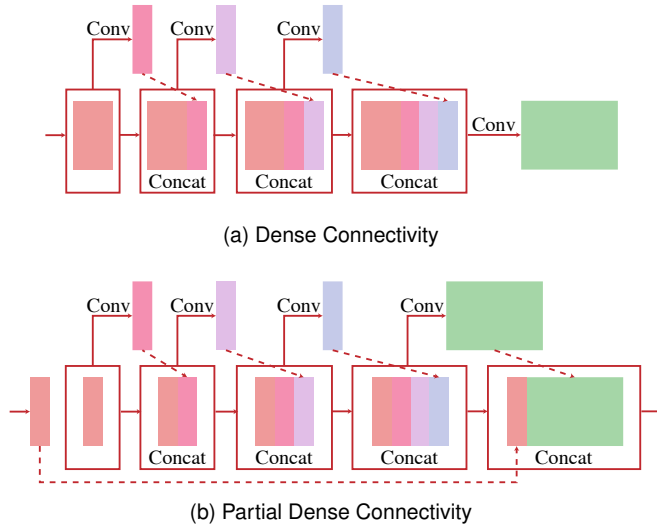 Conv Conv Conv
Conv
Concat Concat Concat
(a) Dense Connectivity
Conv Conv Conv Conv
Concat Concat Concat Concat
(b) Partial Dense Connectivity